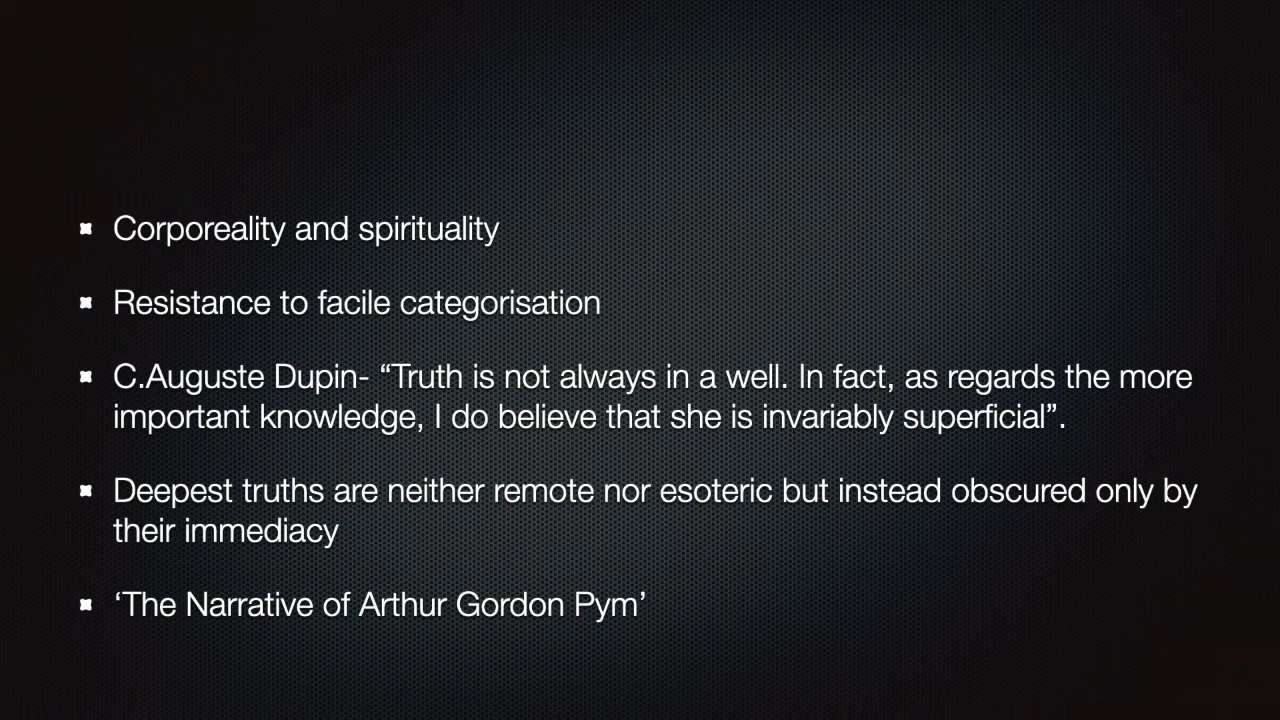 Corporeality and spirituality
Resistance to facile categorisation
C.Auguste Dupin- “Truth is not always in a well. In fact, as regards the more
important knowledge, I do believe that she is invariably superficial”.
Deepest truths are neither remote nor esoteric but instead obscured only by
their immediacy
‘The Narrative of Arthur Gordon Pym’